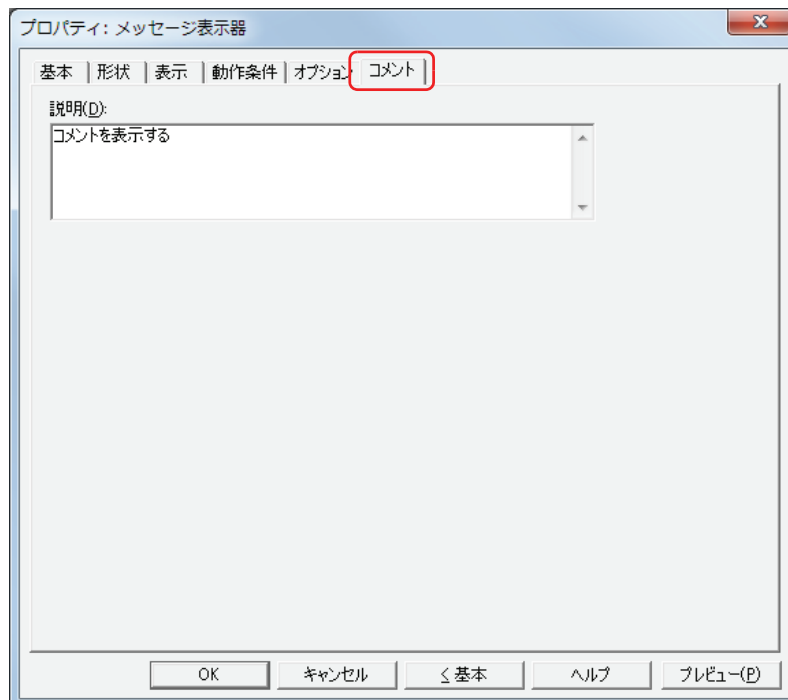 プロパティ: メッセージ表示器
基本 形状 表示 動作条件 オプション コメント
説明(D):
コメントを表示する
OK キャンセル <基本 ヘルプ プレビュー(P)